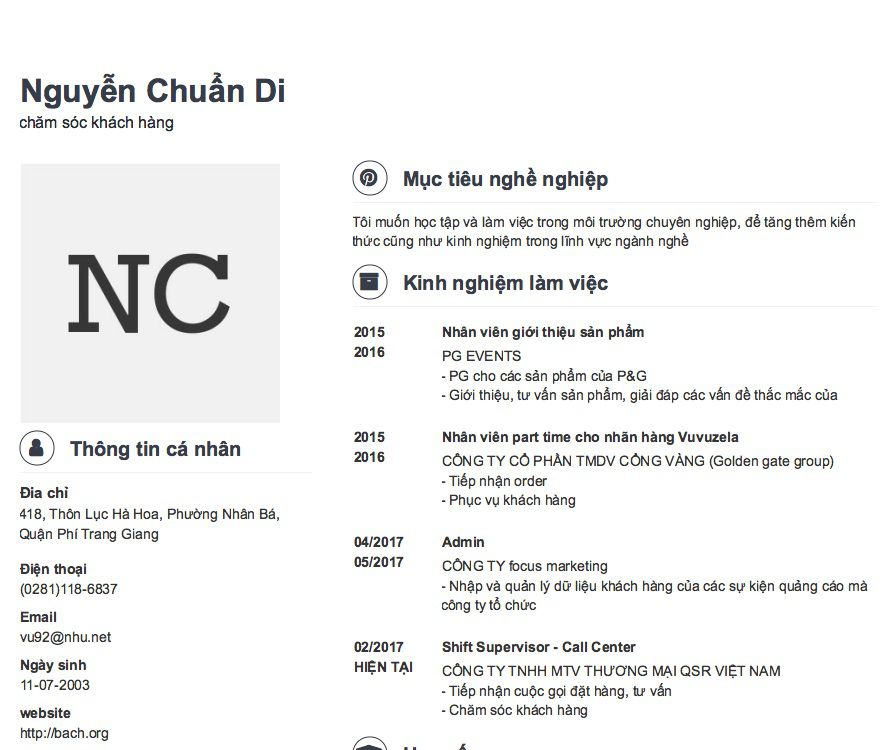 Nguyễn Chuẩn Di
chăm sóc khách hàng
NC
Thông tin cá nhân
Đia chỉ
418, Thôn Lục Hà Hoa, Phường Nhân Bá,
Quận Phí Trang Giang
Điện thoại
(0281)118-6837
Email
vu92@nhu.net
Ngày sinh
11-07-2003
website
http://bach.org
Mục tiêu nghề nghiệp
Tôi muốn học tập và làm việc trong môi trường chuyên nghiệp, để tăng thêm kiến
thức cũng như kinh nghiệm trong lĩnh vực ngành nghề
Kinh nghiệm làm việc
2015
2016
Nhân viên giới thiệu sản phẩm
PG EVENTS
- PG cho các sản phẩm của P&G
- Giới thiệu, tư vấn sản phẩm, giải đáp các vấn đề thắc mắc của
2015
2016
Nhân viên part time cho nhãn hàng Vuvuzela
CÔNG TY CỔ PHẦN TMDV CỔNG VÀNG (Golden gate group)
- Tiếp nhận order
- Phục vụ khách hàng
04/2017
05/2017
Admin
CÔNG TY focus marketing
- Nhập và quản lý dữ liệu khách hàng của các sự kiện quảng cáo mà
công ty tổ chức
02/2017
HIỆN TẠI
Shift Supervisor - Call Center
CÔNG TY TNHH MTV THƯƠNG MẠI QSR VIỆT NAM
- Tiếp nhận cuộc gọi đặt hàng, tư vấn
- Chăm sóc khách hàng